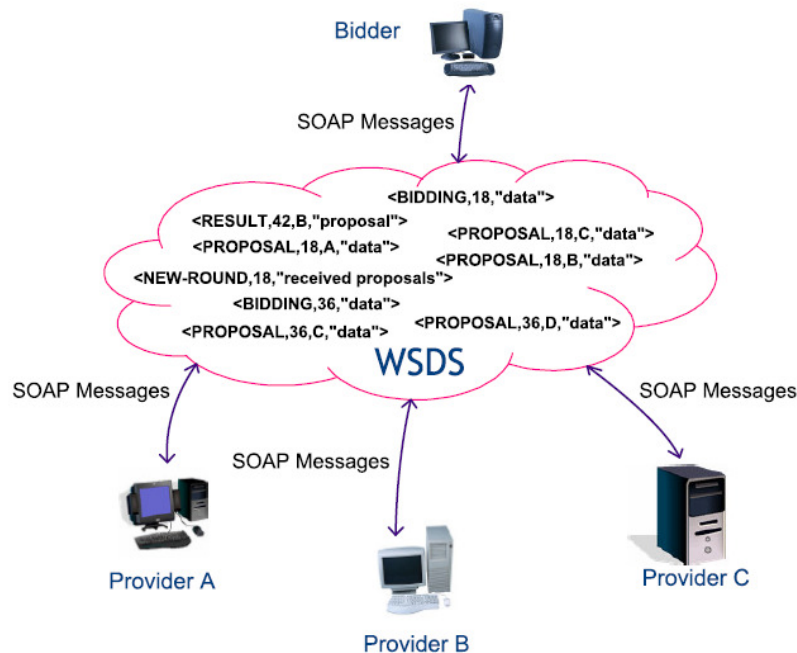 Bidder
SOAP Messages
<BIDDING,18,"data">
<RESULT,42,B,"proposal">
<PROPOSAL,18,A,"data">
<PROPOSAL,18,C,"data">
<PROPOSAL,18,B,"data">
<NEW-ROUND,18,"received proposals">
<BIDDING,36,"data">
<PROPOSAL,36,C,"data">
<PROPOSAL,36,D,"data">
WSDS
SOAP Messages
SOAP Messages
SOAP Messages
Provider A
Provider C
Provider B